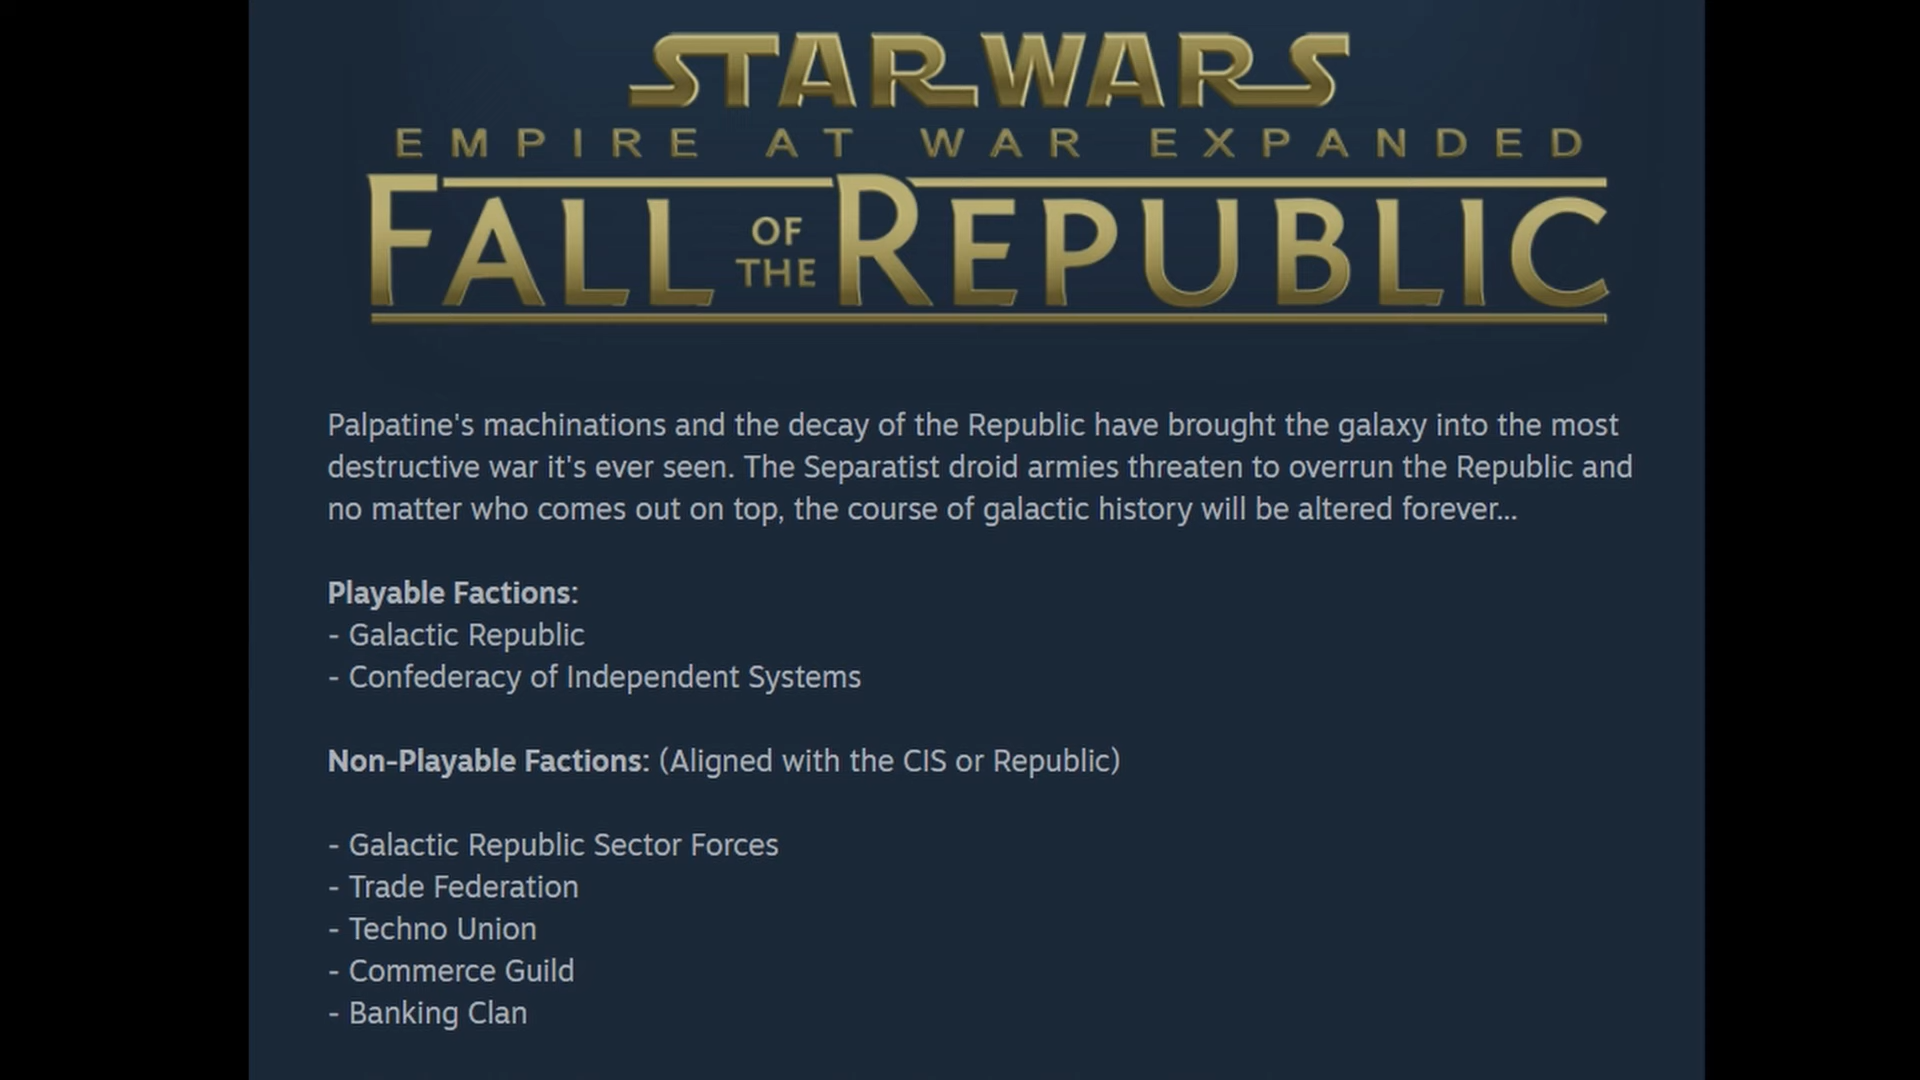 STAR WARS
EMPIRE AT WAR EXPANDED
FALL OF THE REPUBLIC
Palpatine's machinations and the decay of the Republic have brought the galaxy into the most
destructive war it's ever seen. The Separatist droid armies threaten to overrun the Republic and
no matter who comes out on top, the course of galactic history will be altered forever...
Playable Factions:
- Galactic Republic
- Confederacy of Independent Systems
Non-Playable Factions: (Aligned with the CIS or Republic)
- Galactic Republic Sector Forces
- Trade Federation
- Techno Union
- Commerce Guild
- Banking Clan